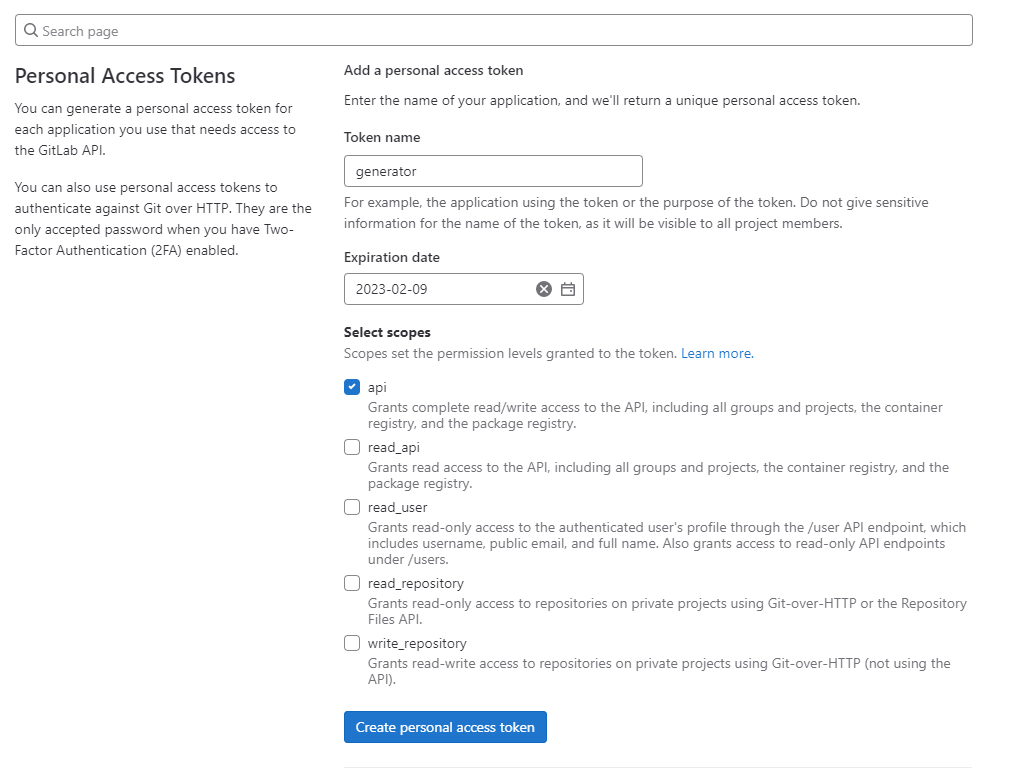 Search page
Personal Access Tokens
You can generate a personal access token for
each application you use that needs access to
the GitLab API.
You can also use personal access tokens to
authenticate against Git over HTTP. They are the
only accepted password when you have Two-
Factor Authentication (2FA) enabled.
Add a personal access token
Enter the name of your application, and we'll return a unique personal access token.
Token name
generator
For example, the application using the token or the purpose of the token. Do not give sensitive
information for the name of the token, as it will be visible to all project members.
Expiration date
2023-02-09
Select scopes
Scopes set the permission levels granted to the token. Learn more.
api
Grants complete read/write access to the API, including all groups and projects, the container
registry, and the package registry.
read_api
Grants read access to the API, including all groups and projects, the container registry, and the
package registry.
read_user
Grants read-only access to the authenticated user's profile through the /user API endpoint, which
includes username, public email, and full name. Also grants access to read-only API endpoints
under /users.
read_repository
Grants read-only access to repositories on private projects using Git-over-HTTP or the Repository
Files API.
write_repository
Grants read-write access to repositories on private projects using Git-over-HTTP (not using the
API).
Create personal access token